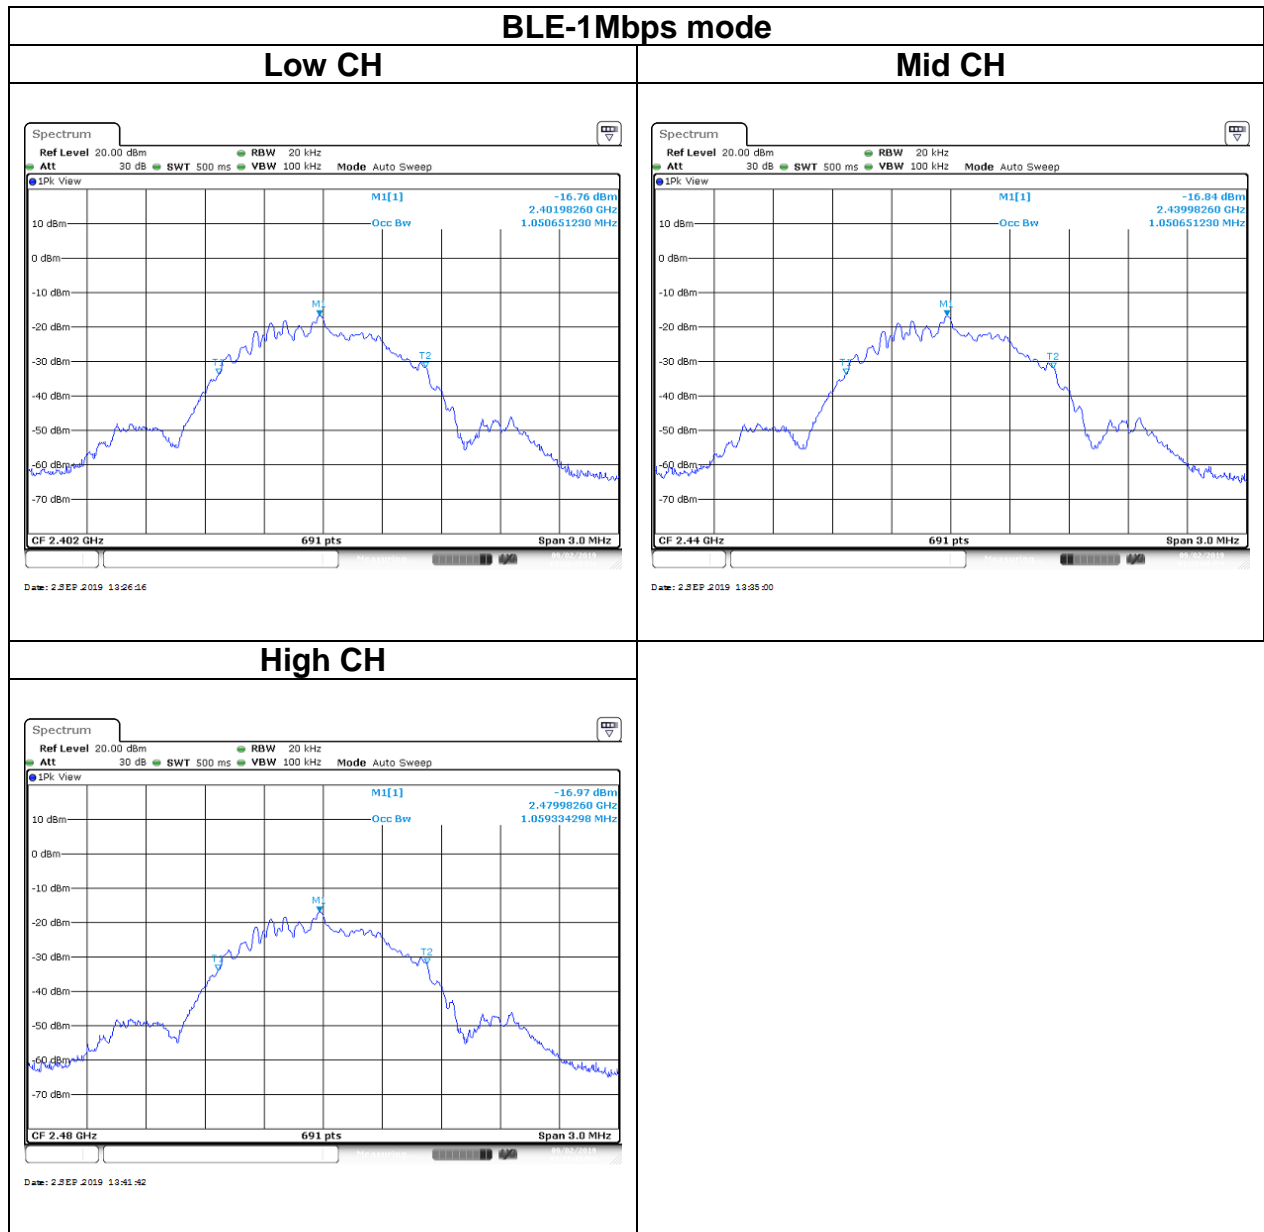 BLE-1Mbps mode
Low CH
Mid CH
Spectrum
Ref Level 20.00 dBm RBW 20 kHz
Att 30 dB SWT 500 ms VBW 100 kHz Mode Auto Sweep
1Pk View
M1[1] -16.76 dBm
2.40198260 GHz
Occ Bw 1.050651230 MHz
10 dBm
0 dBm
-10 dBm
M1
-20 dBm
-30 dBm
T1
T2
-40 dBm
-50 dBm
-60 dBm
-70 dBm
CF 2.402 GHz 691 pts Span 3.0 MHz
Date: 2.SEP.2019 13:26:16
Spectrum
Ref Level 20.00 dBm RBW 20 kHz
Att 30 dB SWT 500 ms VBW 100 kHz Mode Auto Sweep
1Pk View
M1[1] -16.84 dBm
2.43998260 GHz
Occ Bw 1.050651230 MHz
10 dBm
0 dBm
-10 dBm
M1
-20 dBm
-30 dBm
T1
T2
-40 dBm
-50 dBm
-60 dBm
-70 dBm
CF 2.44 GHz 691 pts Span 3.0 MHz
Date: 2.SEP.2019 13:35:00
High CH
Spectrum
Ref Level 20.00 dBm RBW 20 kHz
Att 30 dB SWT 500 ms VBW 100 kHz Mode Auto Sweep
1Pk View
M1[1] -16.97 dBm
2.47998260 GHz
Occ Bw 1.059334298 MHz
10 dBm
0 dBm
-10 dBm
M1
-20 dBm
-30 dBm
T1
T2
-40 dBm
-50 dBm
-60 dBm
-70 dBm
CF 2.48 GHz 691 pts Span 3.0 MHz
Date: 2.SEP.2019 13:41:42